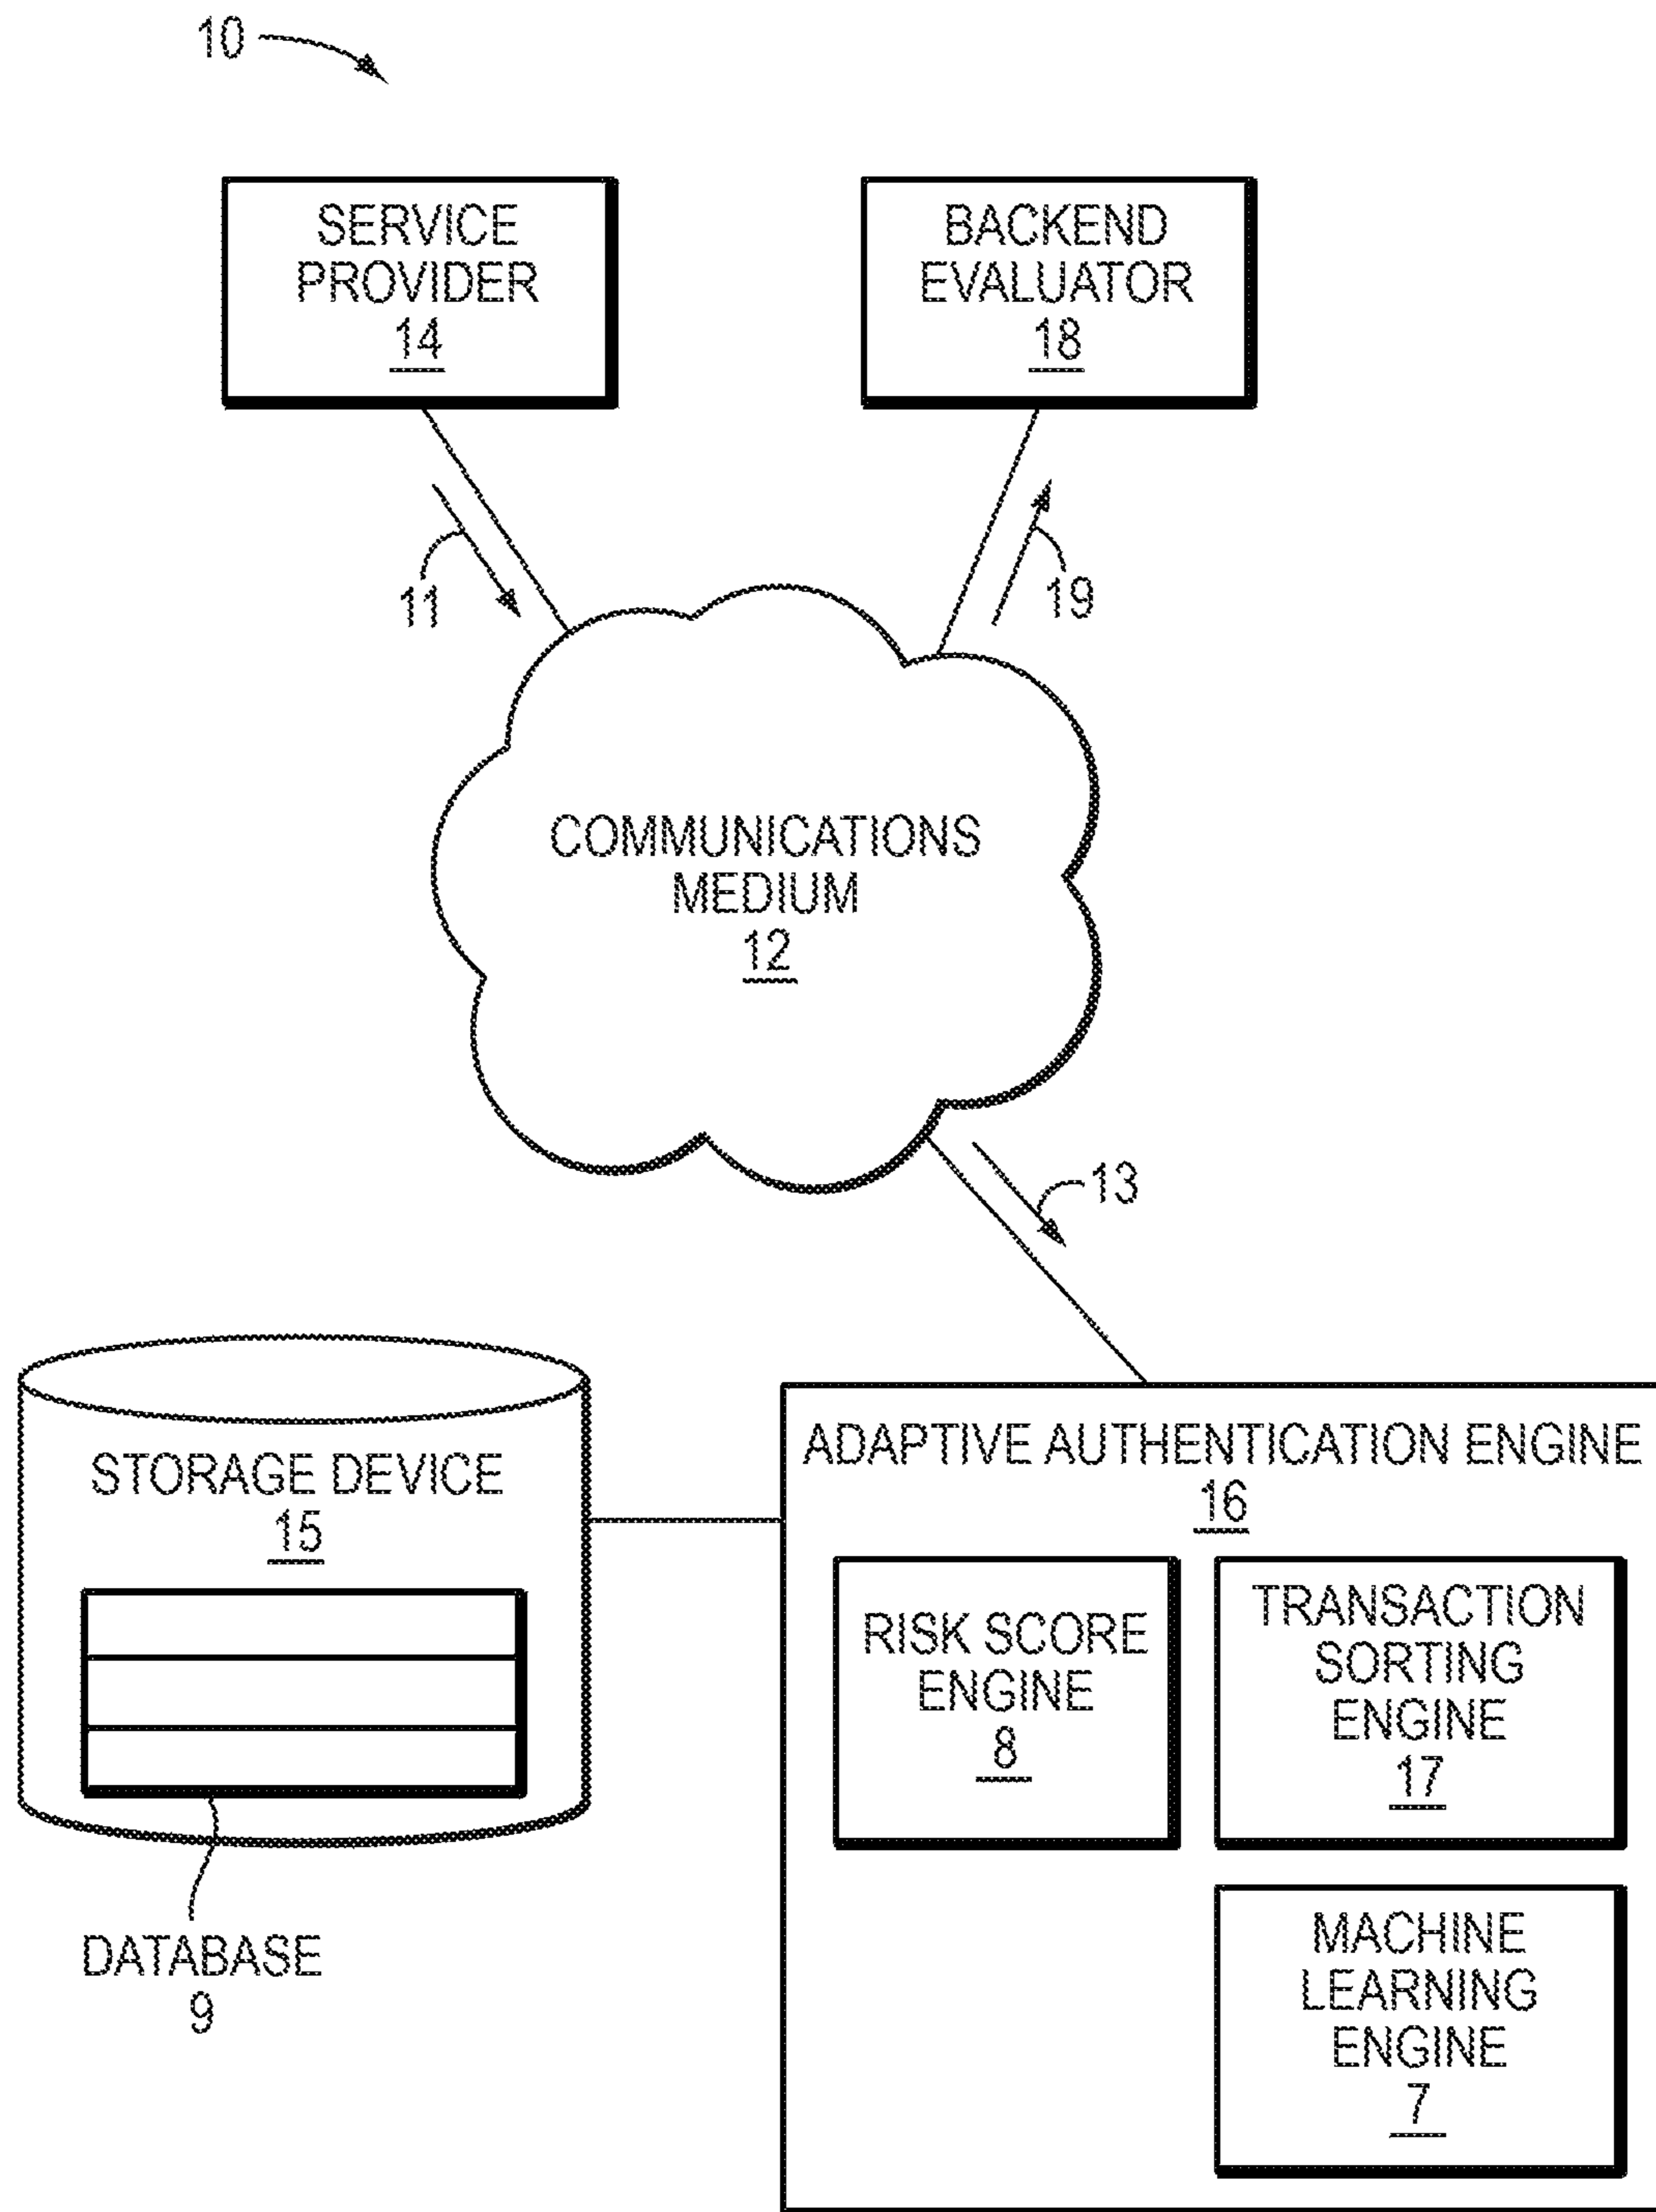 10
SERVICE
PROVIDER
14
BACKEND
EVALUATOR
18
11
19
COMMUNICATIONS
MEDIUM
12
13
STORAGE DEVICE
15
DATABASE
9
ADAPTIVE AUTHENTICATION ENGINE
16
RISK SCORE
ENGINE
8
TRANSACTION
SORTING
ENGINE
17
MACHINE
LEARNING
ENGINE
7